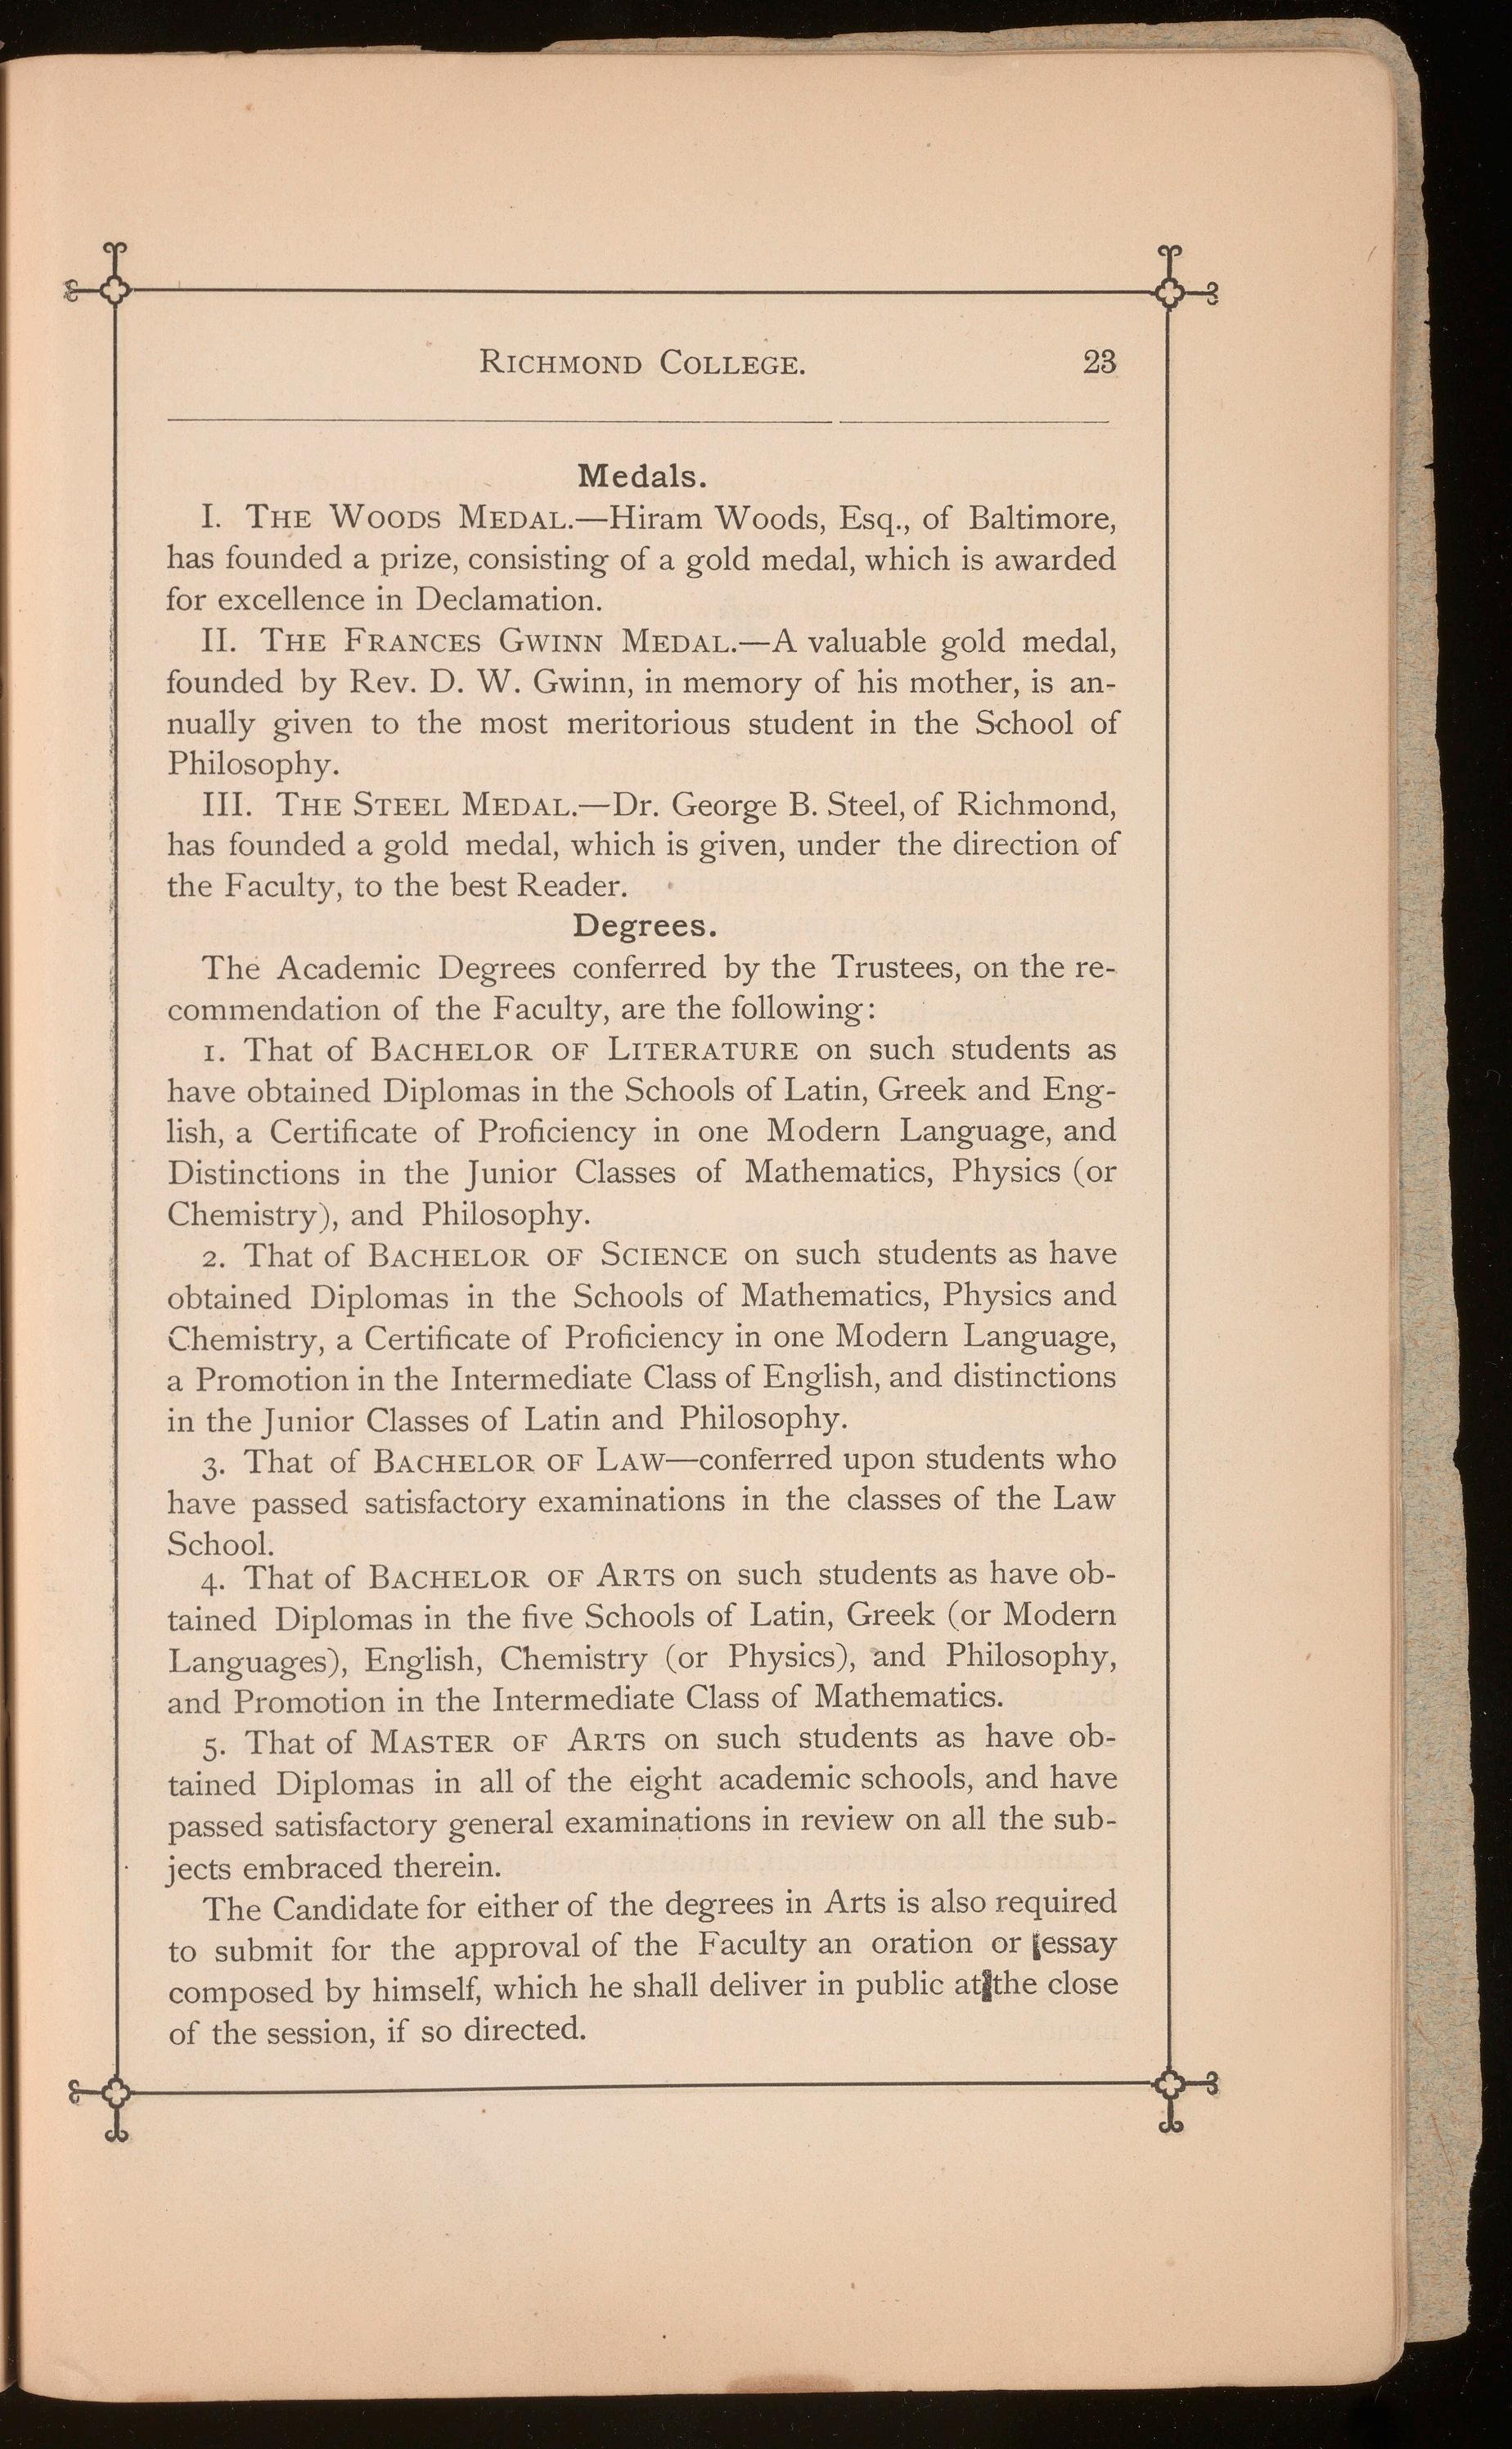 RICHMOND COLLEGE. 23
Medals.
I. THE WOODS MEDAL.—Hiram Woods, Esq., of Baltimore,
has founded a prize, consisting of a gold medal, which is awarded
for excellence in Declamation.
II. THE FRANCES GWINN MEDAL.—A valuable gold medal,
founded by Rev. D. W. Gwinn, in memory of his mother, is an-
nually given to the most meritorious student in the School of
Philosophy.
III. THE STEEL MEDAL.—Dr. George B. Steel, of Richmond,
has founded a gold medal, which is given, under the direction of
the Faculty, to the best Reader.
Degrees.
The Academic Degrees conferred by the Trustees, on the re-
commendation of the Faculty, are the following:
1. That of BACHELOR OF LITERATURE on such students as
have obtained Diplomas in the Schools of Latin, Greek and Eng-
lish, a Certificate of Proficiency in one Modern Language, and
Distinctions in the Junior Classes of Mathematics, Physics (or
Chemistry), and Philosophy.
2. That of BACHELOR OF SCIENCE on such students as have
obtained Diplomas in the Schools of Mathematics, Physics and
Chemistry, a Certificate of Proficiency in one Modern Language,
a Promotion in the Intermediate Class of English, and distinctions
in the Junior Classes of Latin and Philosophy.
3. That of BACHELOR OF LAW—conferred upon students who
have passed satisfactory examinations in the classes of the Law
School.
4. That of BACHELOR OF ARTS on such students as have ob-
tained Diplomas in the five Schools of Latin, Greek (or Modern
Languages), English, Chemistry (or Physics), and Philosophy,
and Promotion in the Intermediate Class of Mathematics.
5. That of MASTER OF ARTS on such students as have ob-
tained Diplomas in all of the eight academic schools, and have
passed satisfactory general examinations in review on all the sub-
jects embraced therein.
The Candidate for either of the degrees in Arts is also required
to submit for the approval of the Faculty an oration or essay
composed by himself, which he shall deliver in public at the close
of the session, if so directed.